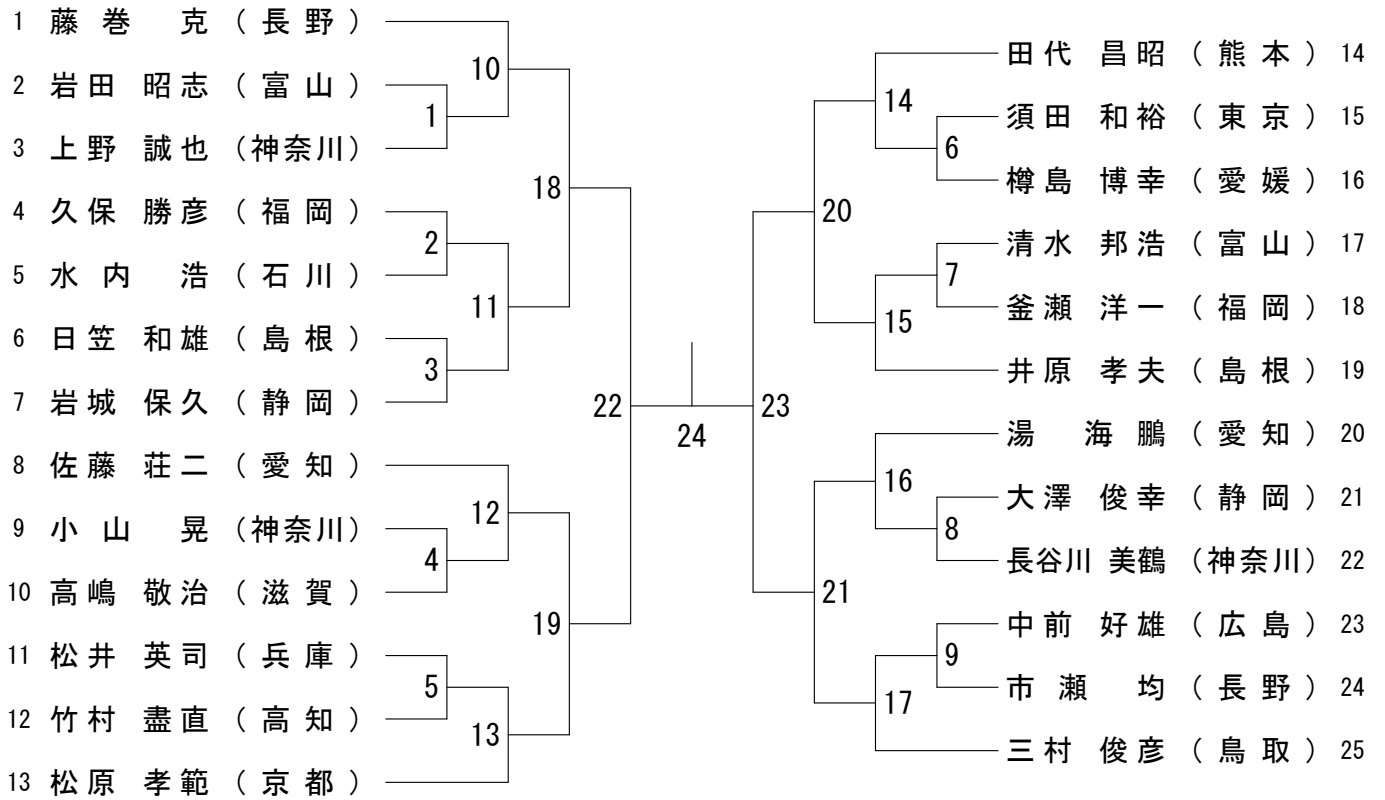 1 藤巻 克 (長野)
2 岩田 昭志 (富山)
3 上野 誠也 (神奈川)
4 久保 勝彦 (福岡)
5 水内 浩 (石川)
6 日笠 和雄 (島根)
7 岩城 保久 (静岡)
8 佐藤 荘二 (愛知)
9 小山 晃 (神奈川)
10 高嶋 敬治 (滋賀)
11 松井 英司 (兵庫)
12 竹村 盡直 (高知)
13 松原 孝範 (京都)
10
1
18
2
11
3
22
12
4
19
5
13
24
23
20
14
6
7
15
21
16
8
9
17
田代 昌昭 (熊本) 14
須田 和裕 (東京) 15
樽島 博幸 (愛媛) 16
清水 邦浩 (富山) 17
釜瀬 洋一 (福岡) 18
井原 孝夫 (島根) 19
湯 海鵬 (愛知) 20
大澤 俊幸 (静岡) 21
長谷川 美鶴 (神奈川) 22
中前 好雄 (広島) 23
市瀬 均 (長野) 24
三村 俊彦 (鳥取) 25